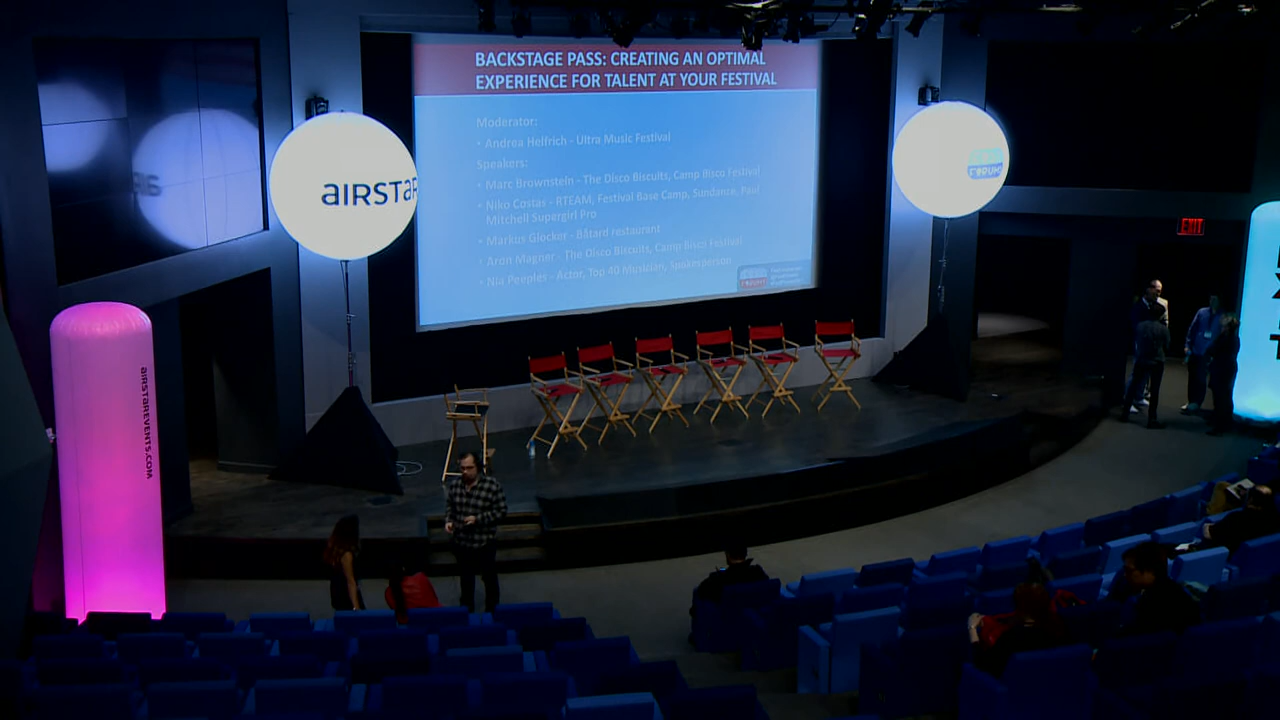 BACKSTAGE PASS: CREATING AN OPTIMAL
EXPERIENCE FOR TALENT AT YOUR FESTIVAL
Moderator:
• Andrea Helfrich - Ultra Music Festival
Speakers:
• Marc Brownstein - The Disco Biscuits, Camp Bisco Festival
• Niko Costas - RTEAM, Festival Base Camp, Sundance, Paul
Mitchell Supergirl Pro
• Markus Glocker - Bâtard restaurant
• Aron Magner - The Disco Biscuits, Camp Bisco Festival
• Nia Peeples - Actor, Top 40 Musician, Spokesperson
aIRSTaR
EXIT
aIRSTaREVENTS.COM